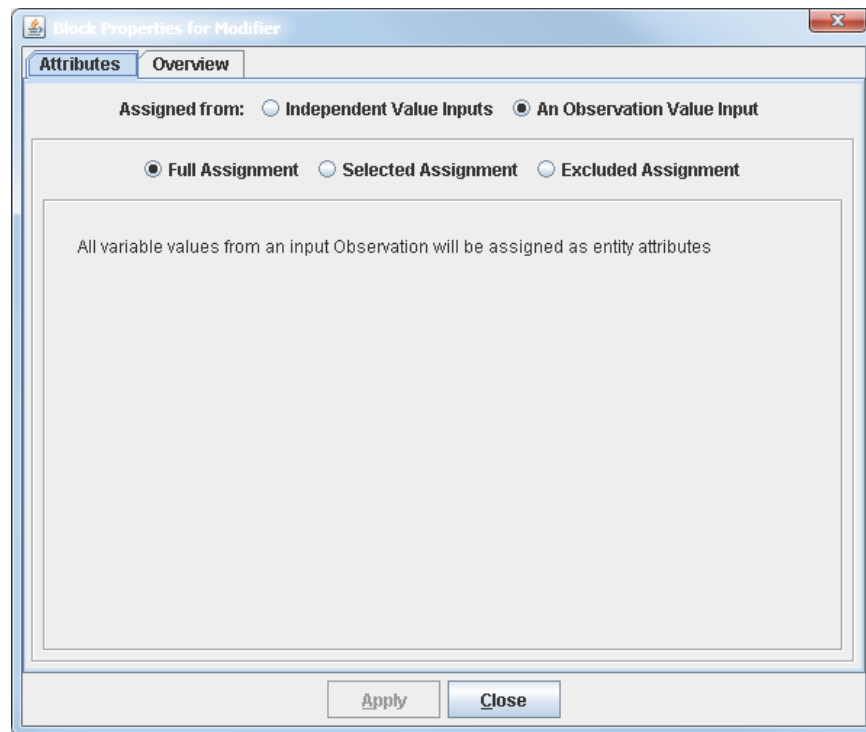 Block Properties for Modifier
Attributes Overview
Assigned from: Independent Value Inputs An Observation Value Input
Full Assignment Selected Assignment Excluded Assignment
All variable values from an input Observation will be assigned as entity attributes
Apply Close